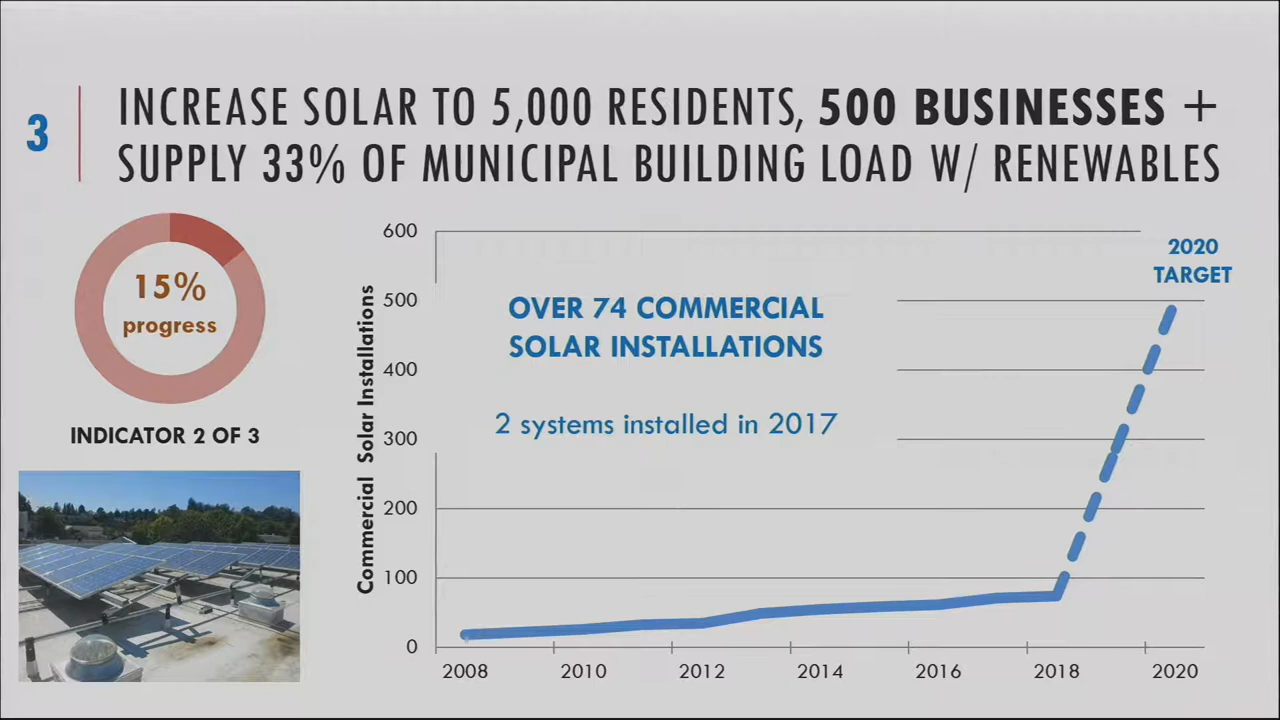 3
INCREASE SOLAR TO 5,000 RESIDENTS, 500 BUSINESSES +
SUPPLY 33% OF MUNICIPAL BUILDING LOAD W/ RENEWABLES
15%
progress
INDICATOR 2 OF 3
Commercial Solar Installations
600
500
400
300
200
100
0
OVER 74 COMMERCIAL
SOLAR INSTALLATIONS
2 systems installed in 2017
2020
TARGET
2008 2010 2012 2014 2016 2018 2020